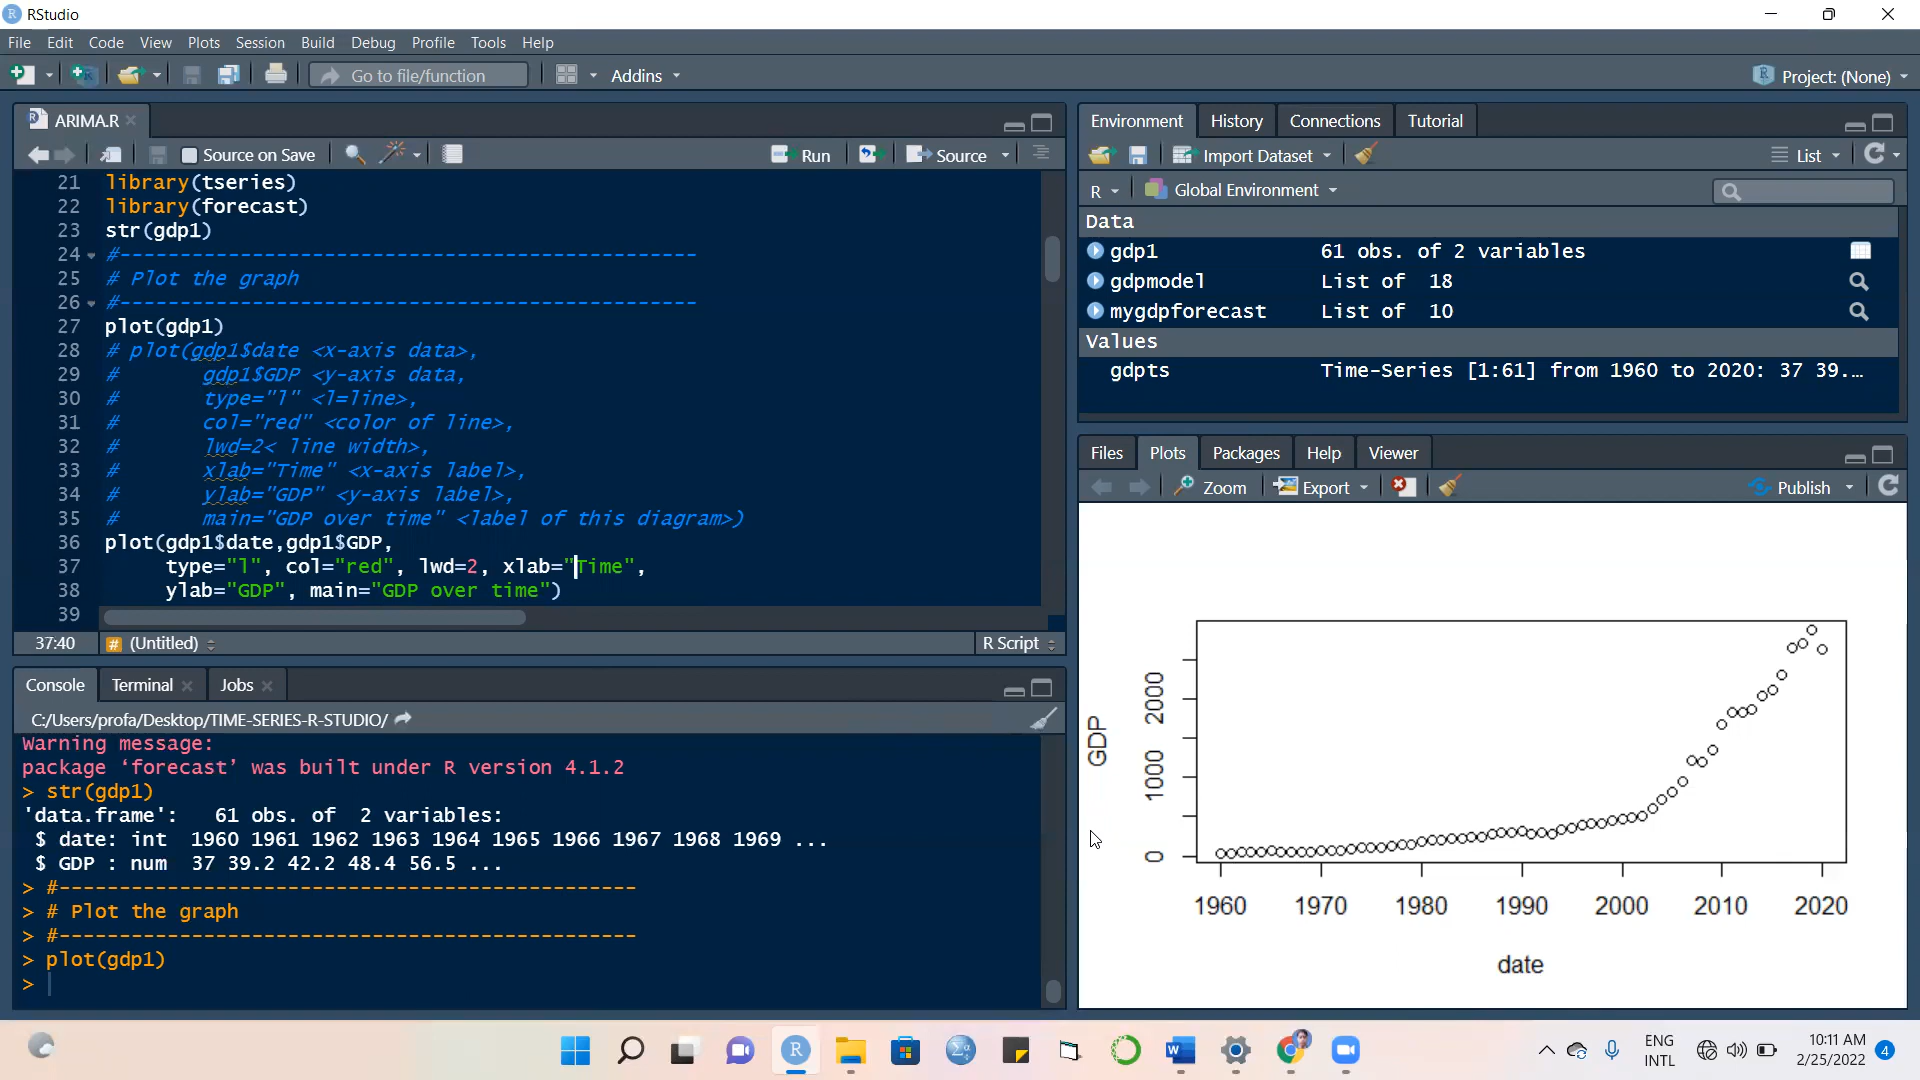 RStudio
File Edit Code View Plots Session Build Debug Profile Tools Help
Go to file/function Addins Project: (None)
ARIMA.R
Source on Save Run Source
21 library(tseries)
22 library(forecast)
23 str(gdp1)
24 #------------------------------------------------
25 # Plot the graph
26 #------------------------------------------------
27 plot(gdp1)
28 # plot(gdp1$date <x-axis data>,
29 # gdp1$GDP <y-axis data,
30 # type="l" <l=line>,
31 # col="red" <color of line>,
32 # lwd=2< line width>,
33 # xlab="Time" <x-axis label>,
34 # ylab="GDP" <y-axis label>,
35 # main="GDP over time" <label of this diagram>)
36 plot(gdp1$date,gdp1$GDP,
37 type="l", col="red", lwd=2, xlab="Time",
38 ylab="GDP", main="GDP over time")
39
37:40 # (Untitled) R Script
Console Terminal Jobs
C:/Users/profa/Desktop/TIME-SERIES-R-STUDIO/
Warning message:
package ‘forecast’ was built under R version 4.1.2
> str(gdp1)
'data.frame': 61 obs. of 2 variables:
$ date: int 1960 1961 1962 1963 1964 1965 1966 1967 1968 1969 ...
$ GDP : num 37 39.2 42.2 48.4 56.5 ...
> #------------------------------------------------
> # Plot the graph
> #------------------------------------------------
> plot(gdp1)
>
Environment History Connections Tutorial
Import Dataset List
R Global Environment
Data
gdp1 61 obs. of 2 variables
gdpmodel List of 18
mygdpforecast List of 10
Values
gdpts Time-Series [1:61] from 1960 to 2020: 37 39.…
Files Plots Packages Help Viewer
Zoom Export Publish
GDP
2000
1000
0
1960 1970 1980 1990 2000 2010 2020
date
ENG
INTL
10:11 AM
2/25/2022
4